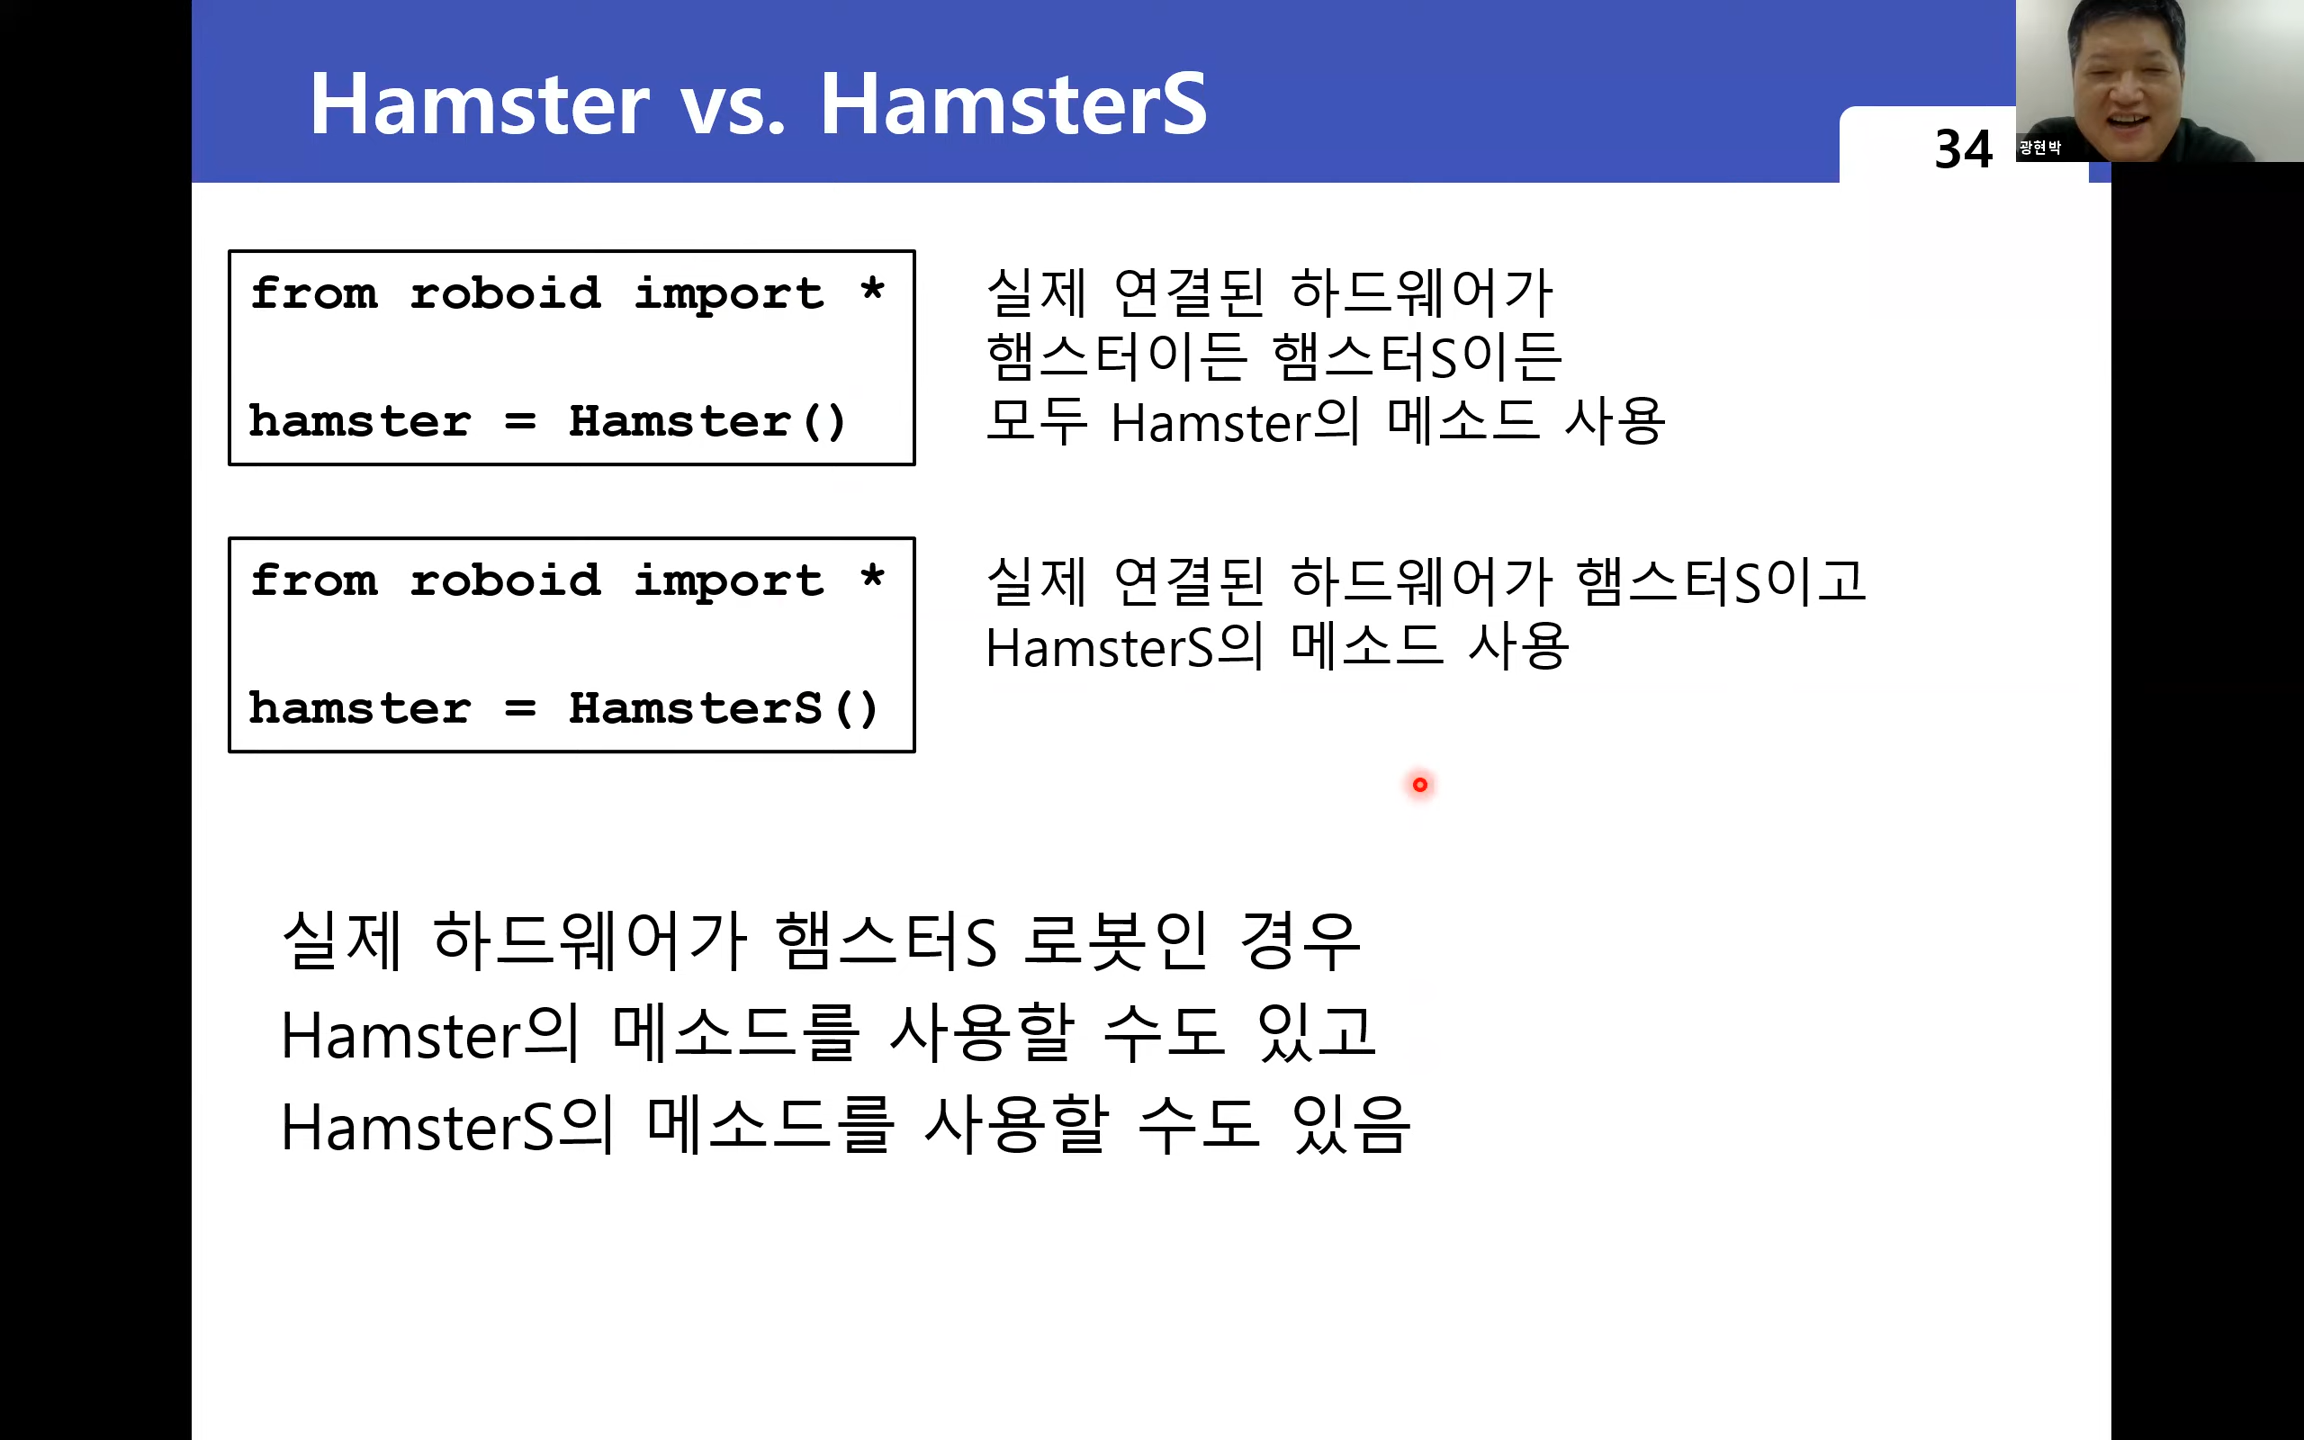 Hamster vs. HamsterS
34
광현박
from roboid import *
hamster = Hamster()
실제 연결된 하드웨어가
햄스터이든 햄스터S이든
모두 Hamster의 메소드 사용
from roboid import *
hamster = HamsterS()
실제 연결된 하드웨어가 햄스터S이고
HamsterS의 메소드 사용
실제 하드웨어가 햄스터S 로봇인 경우
Hamster의 메소드를 사용할 수도 있고
HamsterS의 메소드를 사용할 수도 있음